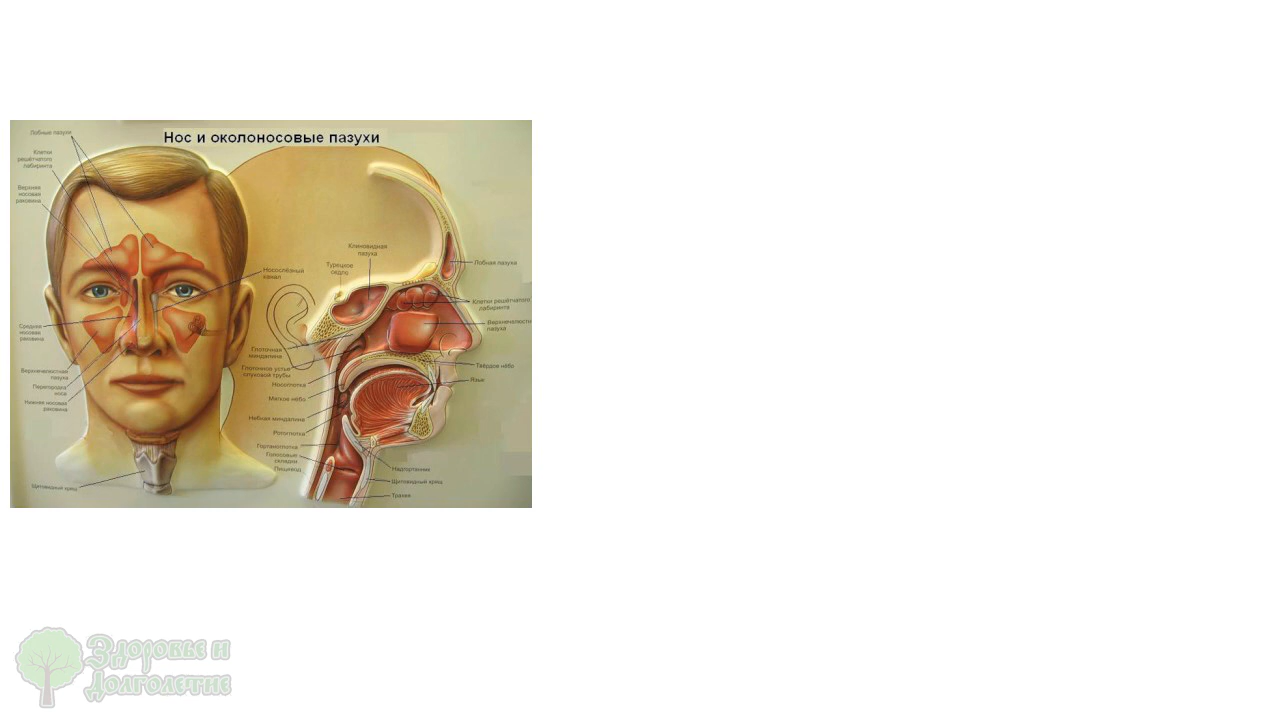 Нос и околоносовые пазухи
Лобные пазухи
Клетки
решётчатого
лабиринта
Верхняя
носовая
раковина
Средняя
носовая
раковина
Верхнечелюстная
пазуха
Перегородка
носа
Нижняя носовая
раковина
Щитовидный хрящ
Носослёзный
канал
Клиновидная
пазуха
Турецкое
седло
Глоточная
миндалина
Глоточное устье
слуховой трубы
Носоглотка
Мягкое нёбо
Нёбная миндалина
Ротоглотка
Гортаноглотка
Голосовые
складки
Пищевод
Лобная пазуха
Клетки решётчатого
лабиринта
Верхнечелюстн
пазуха
Твёрдое нёбо
Язык
Надгортанник
Щитовидный хрящ
Трахея
Здоровье и
Долголетие